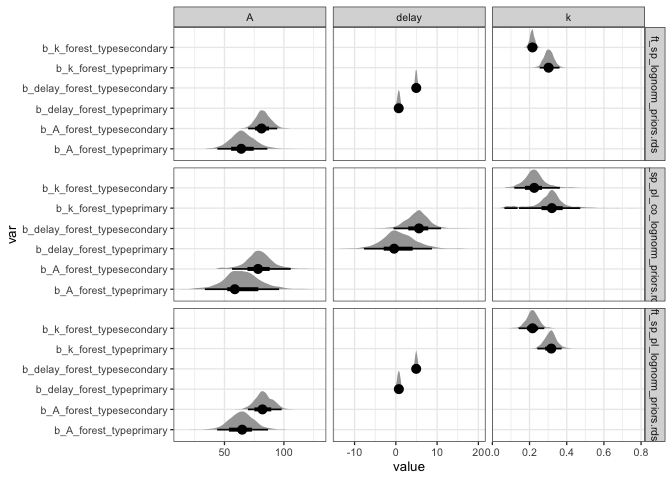 A delay k
b_k_forest_typesecondary
b_k_forest_typeprimary
b_delay_forest_typesecondary
b_delay_forest_typeprimary
b_A_forest_typesecondary
b_A_forest_typeprimary
ft_sp_lognorm_priors.rds
b_k_forest_typesecondary
b_k_forest_typeprimary
b_delay_forest_typesecondary
b_delay_forest_typeprimary
b_A_forest_typesecondary
b_A_forest_typeprimary
_sp_pl_co_lognorm_priors.rd
b_k_forest_typesecondary
b_k_forest_typeprimary
b_delay_forest_typesecondary
b_delay_forest_typeprimary
b_A_forest_typesecondary
b_A_forest_typeprimary
ft_sp_pl_lognorm_priors.rds
var
50 100 -10 0 10 20 0.0 0.2 0.4 0.6 0.8
value